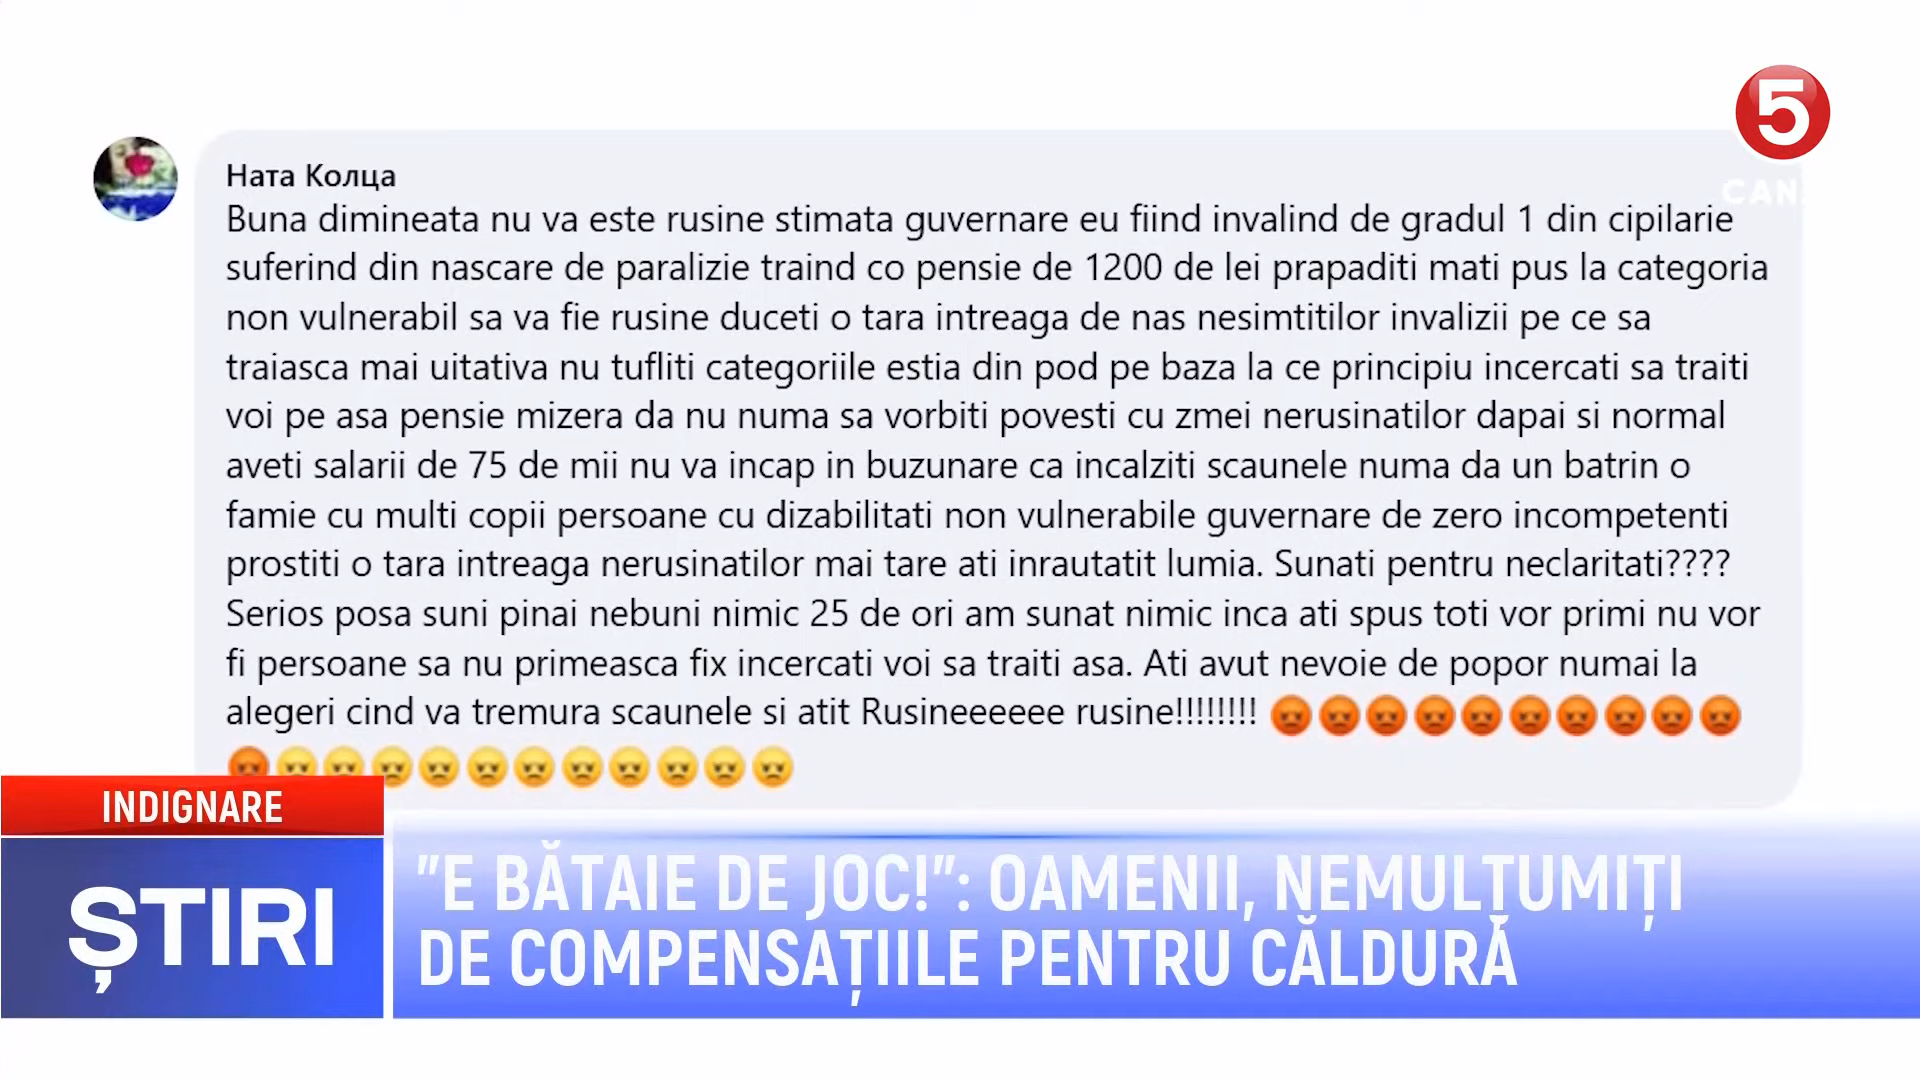 5
CAN
Ната Колца
Buna dimineata nu va este rusine stimata guvernare eu fiind invalind de gradul 1 din cipilarie
suferind din nascare de paralizie traind co pensie de 1200 de lei prapaditi mati pus la categoria
non vulnerabil sa va fie rusine duceti o tara intreaga de nas nesimtitilor invalizii pe ce sa
traiasca mai uitativa nu tufliti categoriile estia din pod pe baza la ce principiu incercati sa traiti
voi pe asa pensie mizera da nu numa sa vorbiti povesti cu zmei nerusinatilor dapai si normal
aveti salarii de 75 de mii nu va incap in buzunare ca incalziti scaunele numa da un batrin o
famie cu multi copii persoane cu dizabilitati non vulnerabile guvernare de zero incompetenti
prostiti o tara intreaga nerusinatilor mai tare ati inrautatit lumia. Sunati pentru neclaritati????
Serios posa suni pinai nebuni nimic 25 de ori am sunat nimic inca ati spus toti vor primi nu vor
fi persoane sa nu primeasca fix incercati voi sa traiti asa. Ati avut nevoie de popor numai la
alegeri cind va tremura scaunele si atit Rusineeeeee rusine!!!!!!!! 😡😡😡😡😡😡😡😡😡😡
😡😠😠😠😠😠😠😠😠😠😠😠
INDIGNARE
ȘTIRI
"E BĂTAIE DE JOC!": OAMENII, NEMULȚUMIȚI
DE COMPENSAȚIILE PENTRU CĂLDURĂ